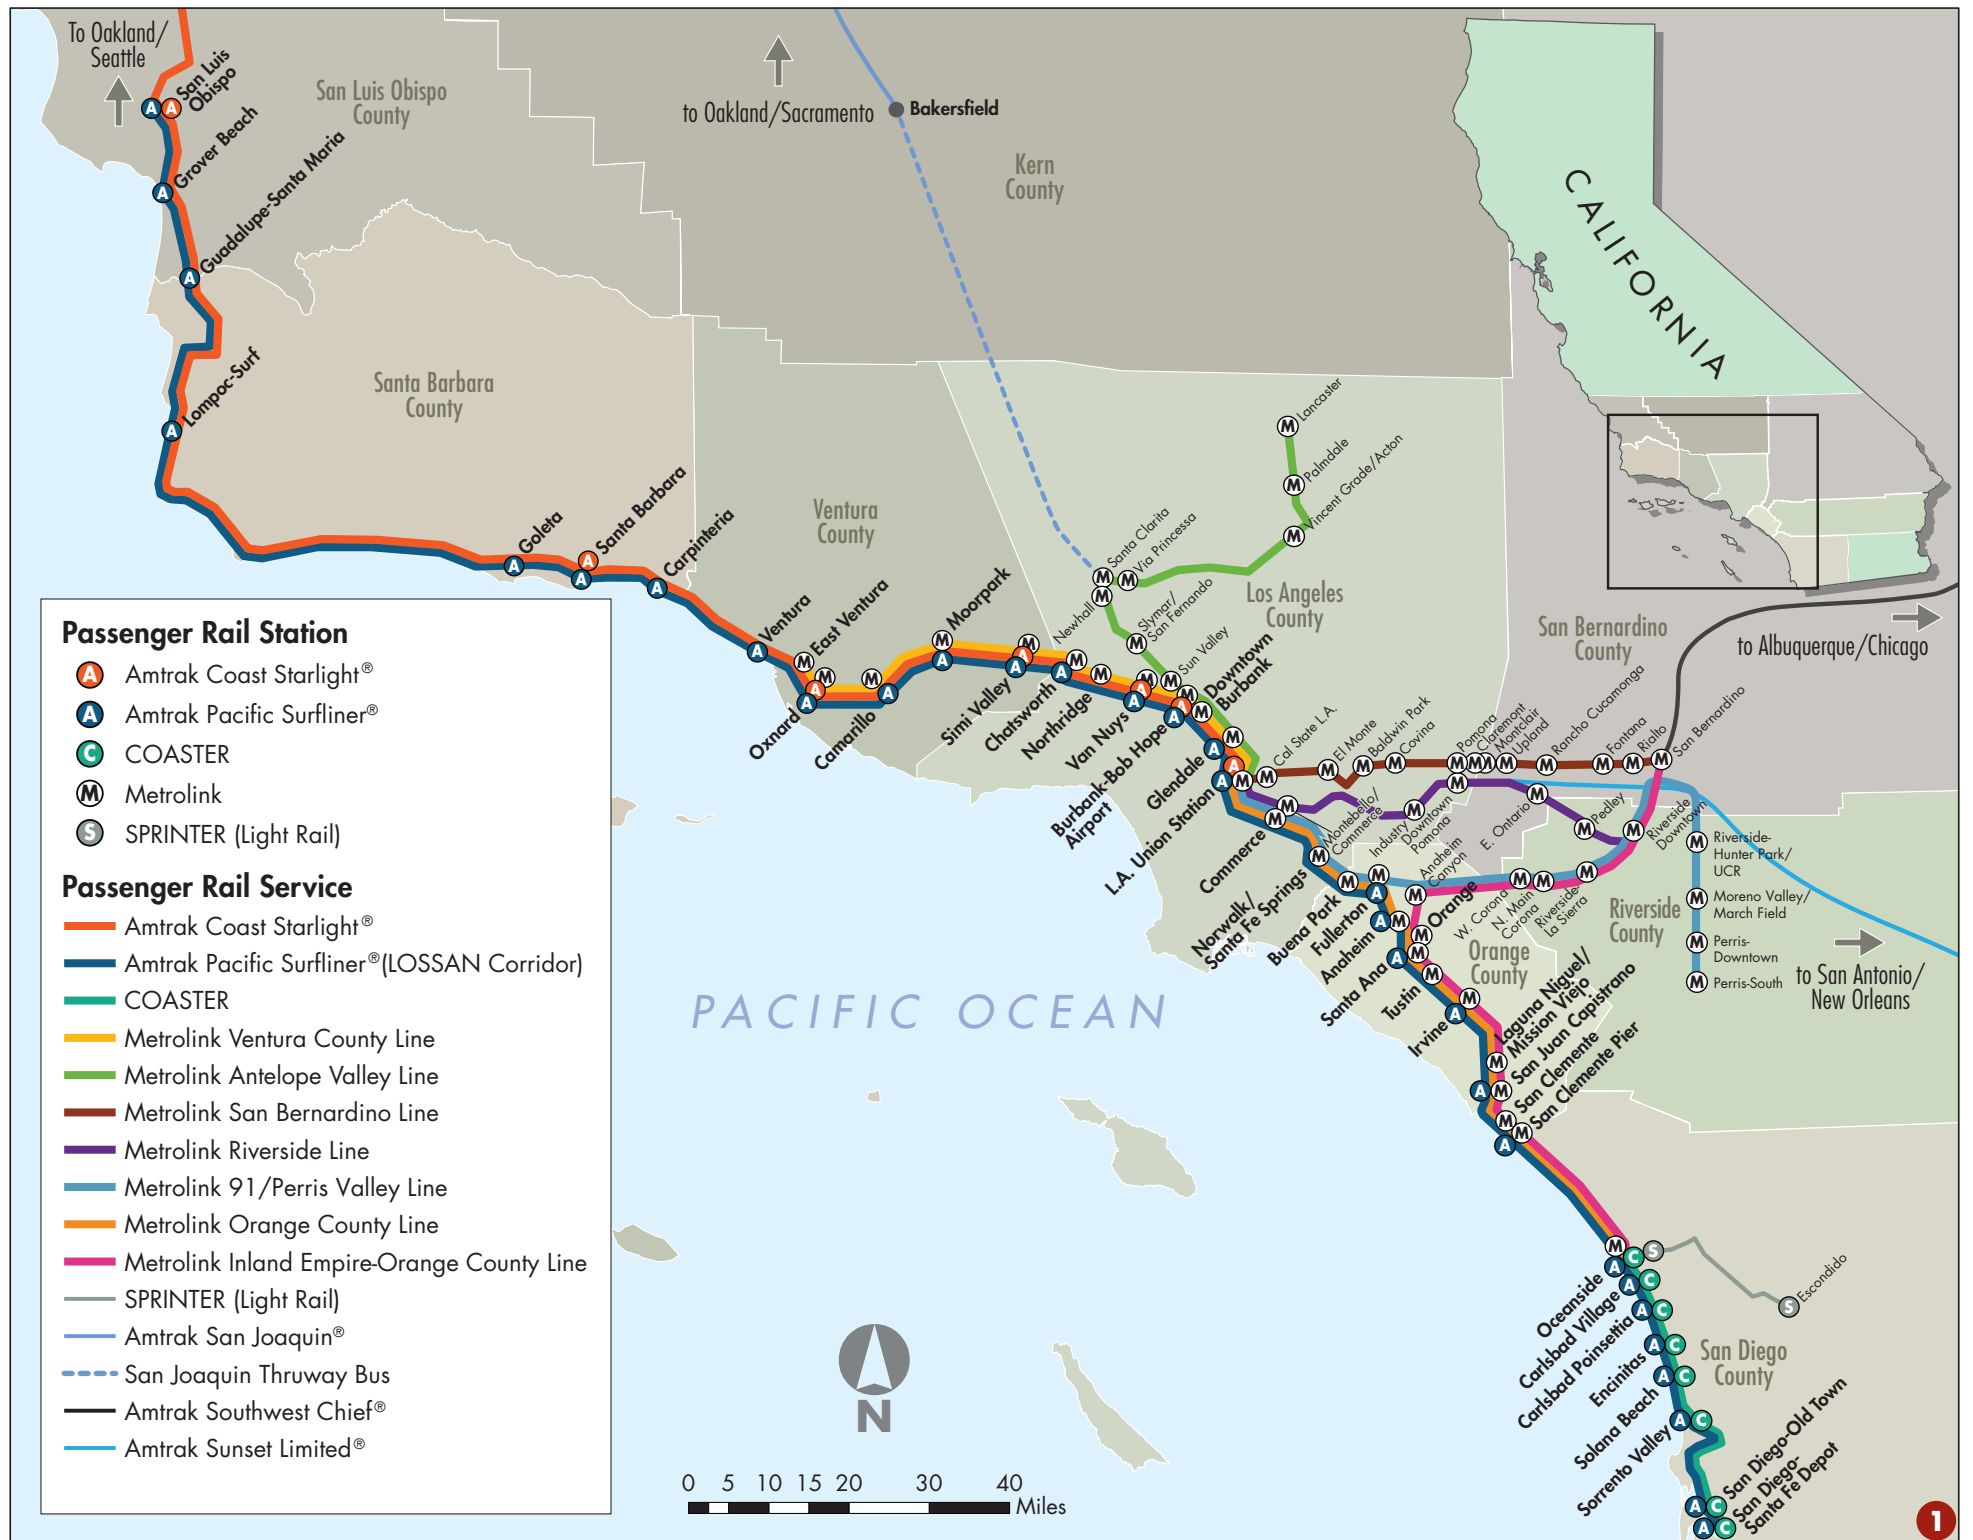 To Oakland/
Seattle
San Luis
Obispo
Grover Beach
Guadalupe-Santa Maria
Lompoc-Surf
San Luis Obispo
County
to Oakland/Sacramento
Bakersfield
Kern
County
CALIFORNIA
Santa Barbara
County
Goleta
Santa Barbara
Carpinteria
Ventura
County
Ventura
East Ventura
Oxnard
Camarillo
Moorpark
Simi Valley
Chatsworth
Northridge
Van Nuys
Burbank-Bob Hope
Airport
Glendale
L.A. Union Station
Downtown
Burbank
Lancaster
Palmdale
Vincent Grade/Acton
Santa Clarita
Via Princessa
Newhall
Slymar/
San Fernando
Sun Valley
Los Angeles
County
San Bernardino
County
to Albuquerque/Chicago
Cal State L.A.
El Monte
Baldwin Park
Covina
Pomona
Claremont
Montclair
Upland
Rancho Cucamonga
Fontana
Rialto
San Bernardino
Montebello/
Commerce
Industry
Downtown
Pomona
E. Ontario
Pedley
Riverside
Downtown
Commerce
Norwalk/
Santa Fe Springs
Buena Park
Fullerton
Anaheim
Santa Ana
Tustin
Irvine
Anaheim
Canyon
Orange
W. Corona
N. Main
Corona
Riverside-
La Sierra
Orange
County
Riverside
County
Riverside-
Hunter Park/
UCR
Moreno Valley/
March Field
Perris-
Downtown
Perris-South
to San Antonio/
New Orleans
Laguna Niguel/
Mission Viejo
San Juan Capistrano
San Clemente
San Clemente Pier
PACIFIC OCEAN
Oceanside
Carlsbad Village
Carlsbad Poinsettia
Encinitas
Solana Beach
Sorrento Valley
Escondido
San Diego
County
San Diego-Old Town
San Diego-
Santa Fe Depot
Passenger Rail Station
A Amtrak Coast Starlight®
A Amtrak Pacific Surfliner®
C COASTER
M Metrolink
S SPRINTER (Light Rail)
Passenger Rail Service
Amtrak Coast Starlight®
Amtrak Pacific Surfliner®(LOSSAN Corridor)
COASTER
Metrolink Ventura County Line
Metrolink Antelope Valley Line
Metrolink San Bernardino Line
Metrolink Riverside Line
Metrolink 91/Perris Valley Line
Metrolink Orange County Line
Metrolink Inland Empire-Orange County Line
SPRINTER (Light Rail)
Amtrak San Joaquin®
San Joaquin Thruway Bus
Amtrak Southwest Chief®
Amtrak Sunset Limited®
N
0 5 10 15 20 30 40
Miles
1